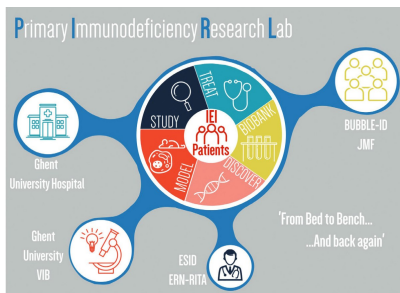 Primary Immunodeficiency Research Lab
TREAT
STUDY
BIOBANK
IEI
Patients
MODEL
DISCOVER
BUBBLE-ID
JMF
Ghent
University Hospital
'From Bed to Bench...
...And back again'
Ghent
University
VIB
ESID
ERN-RITA